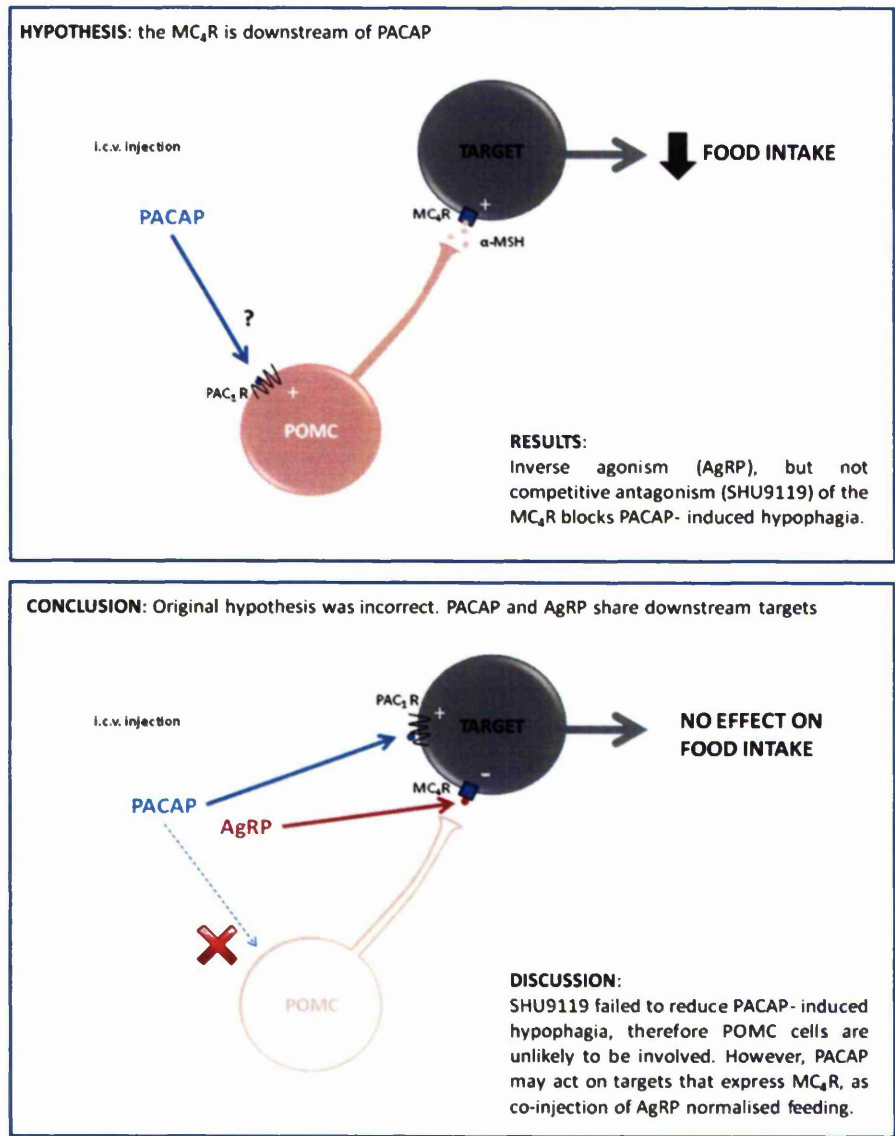 HYPOTHESIS: the MC₄R is downstream of PACAP
i.c.v. injection
TARGET
FOOD INTAKE
MC₄R
+
α-MSH
PACAP
?
PAC₁ R
+
POMC
RESULTS:
Inverse agonism (AgRP), but not
competitive antagonism (SHU9119) of the
MC₄R blocks PACAP- induced hypophagia.
CONCLUSION: Original hypothesis was incorrect. PACAP and AgRP share downstream targets
PAC₁ R
+
i.c.v. injection
TARGET
NO EFFECT ON
FOOD INTAKE
-
MC₄R
PACAP
AgRP
POMC
DISCUSSION:
SHU9119 failed to reduce PACAP- induced
hypophagia, therefore POMC cells are
unlikely to be involved. However, PACAP
may act on targets that express MC₄R, as
co-injection of AgRP normalised feeding.